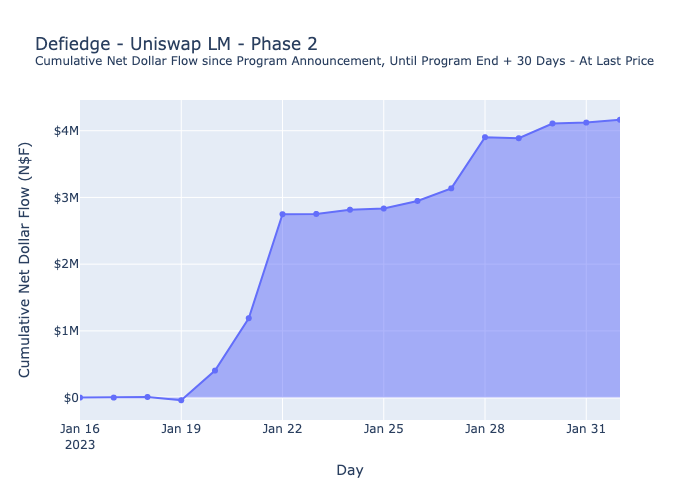 Defiedge - Uniswap LM - Phase 2
Cumulative Net Dollar Flow since Program Announcement, Until Program End + 30 Days - At Last Price
Cumulative Net Dollar Flow (N$F)
$4M
$3M
$2M
$1M
$0
Jan 16 Jan 19 Jan 22 Jan 25 Jan 28 Jan 31
2023
Day